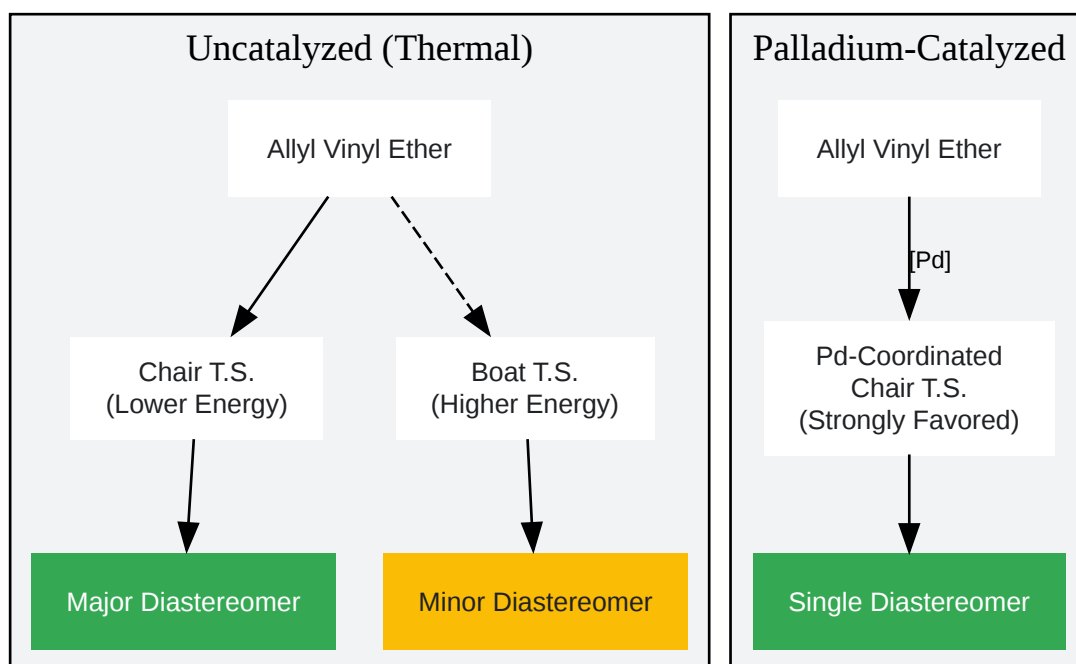 Uncatalyzed (Thermal)
Allyl Vinyl Ether
Chair T.S.
(Lower Energy)
Boat T.S.
(Higher Energy)
Major Diastereomer
Minor Diastereomer
Palladium-Catalyzed
Allyl Vinyl Ether
[Pd]
Pd-Coordinated
Chair T.S.
(Strongly Favored)
Single Diastereomer